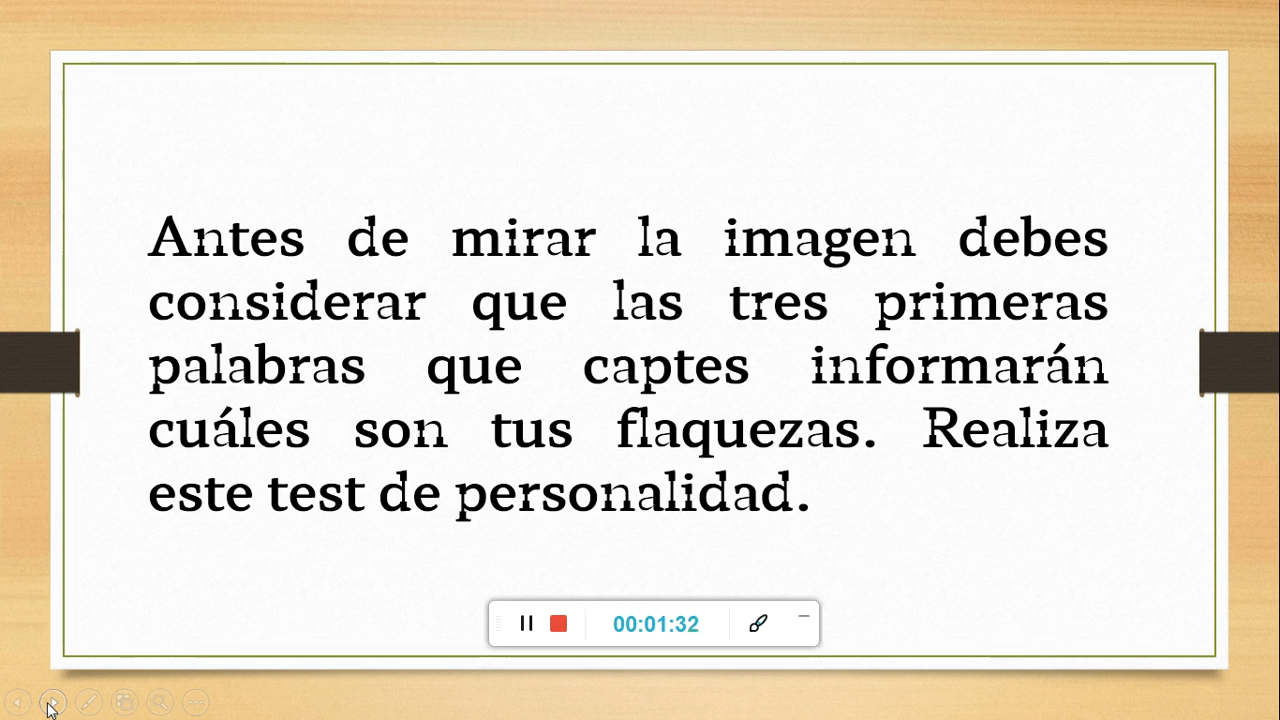 Antes de mirar la imagen debes
considerar que las tres primeras
palabras que captes informarán
cuáles son tus flaquezas. Realiza
este test de personalidad.
00:01:32